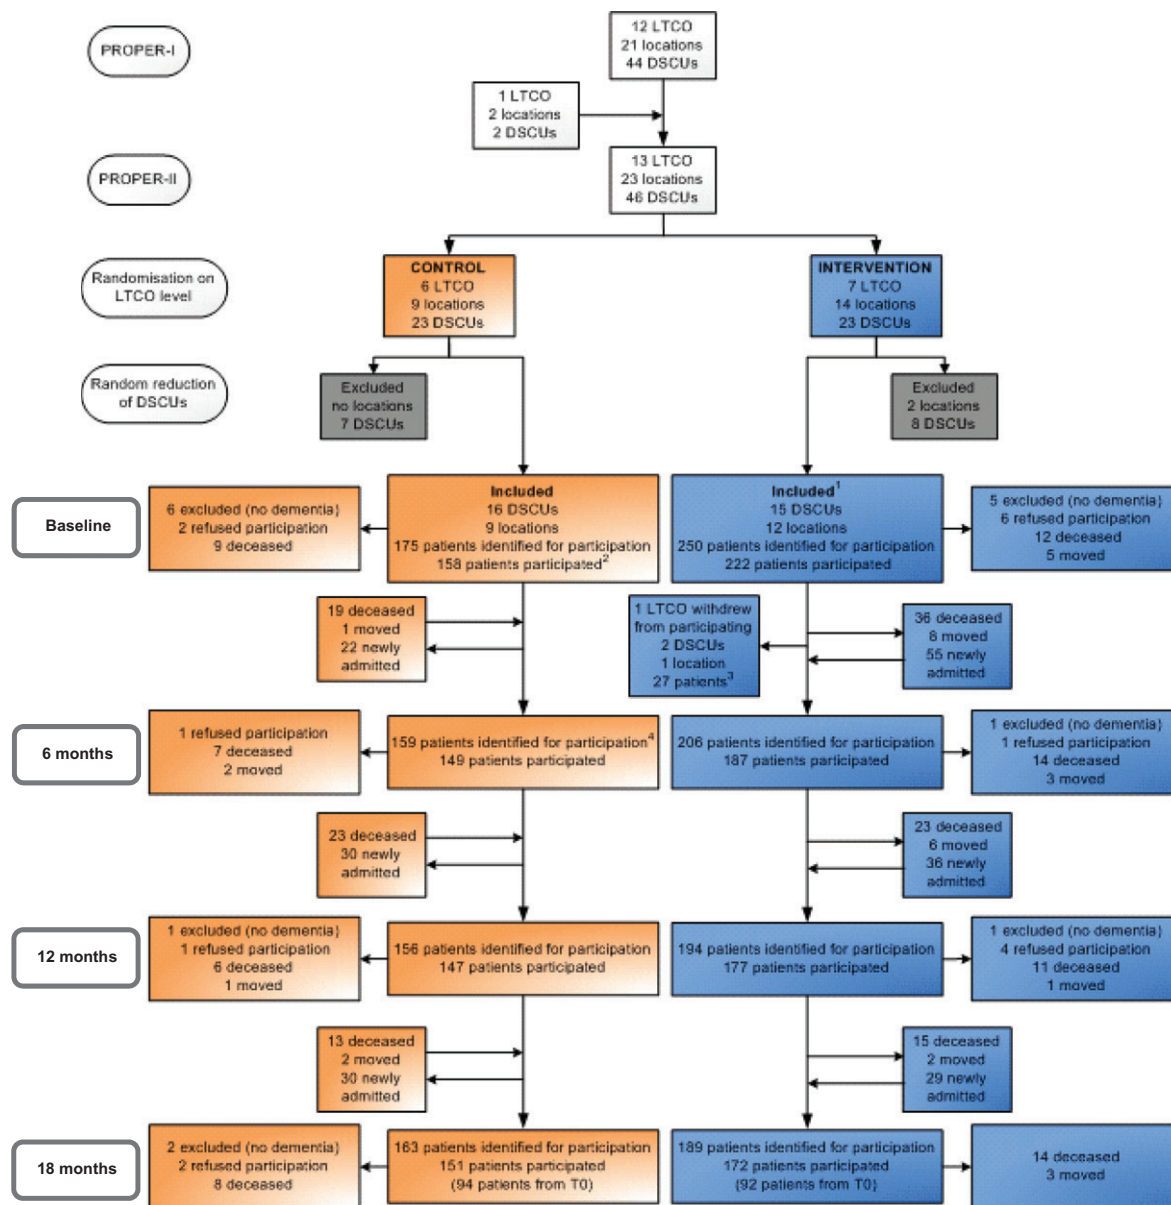 PROPER-I
12 LTCO
21 locations
44 DSCUs
1 LTCO
2 locations
2 DSCUs
PROPER-II
13 LTCO
23 locations
46 DSCUs
Randomisation on
LTCO level
CONTROL
6 LTCO
9 locations
23 DSCUs
INTERVENTION
7 LTCO
14 locations
23 DSCUs
Random reduction
of DSCUs
Excluded
no locations
7 DSCUs
Excluded
2 locations
8 DSCUs
Baseline
6 excluded (no dementia)
2 refused participation
9 deceased
Included
16 DSCUs
9 locations
175 patients identified for participation
158 patients participated2
Included1
15 DSCUs
12 locations
250 patients identified for participation
222 patients participated
5 excluded (no dementia)
6 refused participation
12 deceased
5 moved
19 deceased
1 moved
22 newly
admitted
1 LTCO withdrew
from participating
2 DSCUs
1 location
27 patients3
36 deceased
8 moved
55 newly
admitted
6 months
1 refused participation
7 deceased
2 moved
159 patients identified for participation4
149 patients participated
206 patients identified for participation
187 patients participated
1 excluded (no dementia)
1 refused participation
14 deceased
3 moved
23 deceased
30 newly
admitted
23 deceased
6 moved
36 newly
admitted
12 months
1 excluded (no dementia)
1 refused participation
6 deceased
1 moved
156 patients identified for participation
147 patients participated
194 patients identified for participation
177 patients participated
1 excluded (no dementia)
4 refused participation
11 deceased
1 moved
13 deceased
2 moved
30 newly
admitted
15 deceased
2 moved
29 newly
admitted
18 months
2 excluded (no dementia)
2 refused participation
8 deceased
163 patients identified for participation
151 patients participated
(94 patients from T0)
189 patients identified for participation
172 patients participated
(92 patients from T0)
14 deceased
3 moved